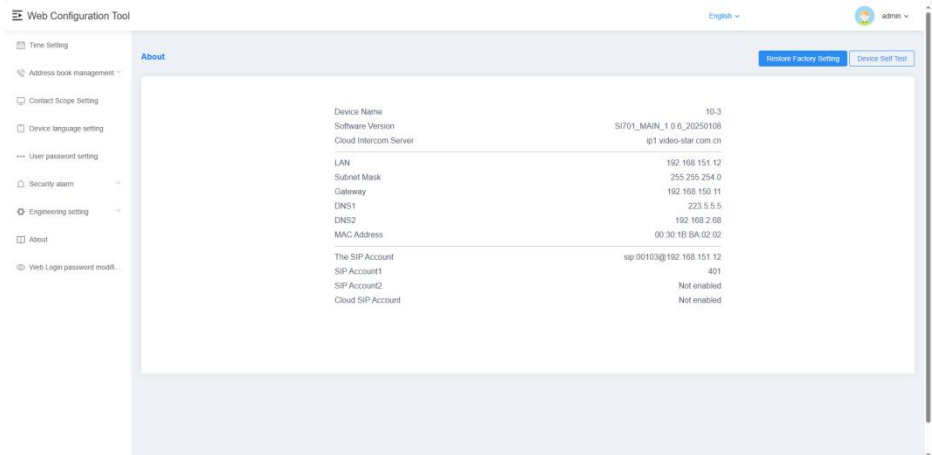 Web Configuration Tool
English
admin
Time Setting
Address book management
Contact Scope Setting
Device language setting
User password setting
Security alarm
Engineering setting
About
Web Login password modifi...
About
Restore Factory Setting
Device Self Test
Device Name 10-3
Software Version SI701_MAIN_1.0.6_20250108
Cloud Intercom Server ip1.video-star.com.cn
LAN 192.168.151.12
Subnet Mask 255.255.254.0
Gateway 192.168.150.11
DNS1 223.5.5.5
DNS2 192.168.2.68
MAC Address 00:30:1B:BA:02:02
The SIP Account sip:00103@192.168.151.12
SIP Account1 401
SIP Account2 Not enabled
Cloud SIP Account Not enabled